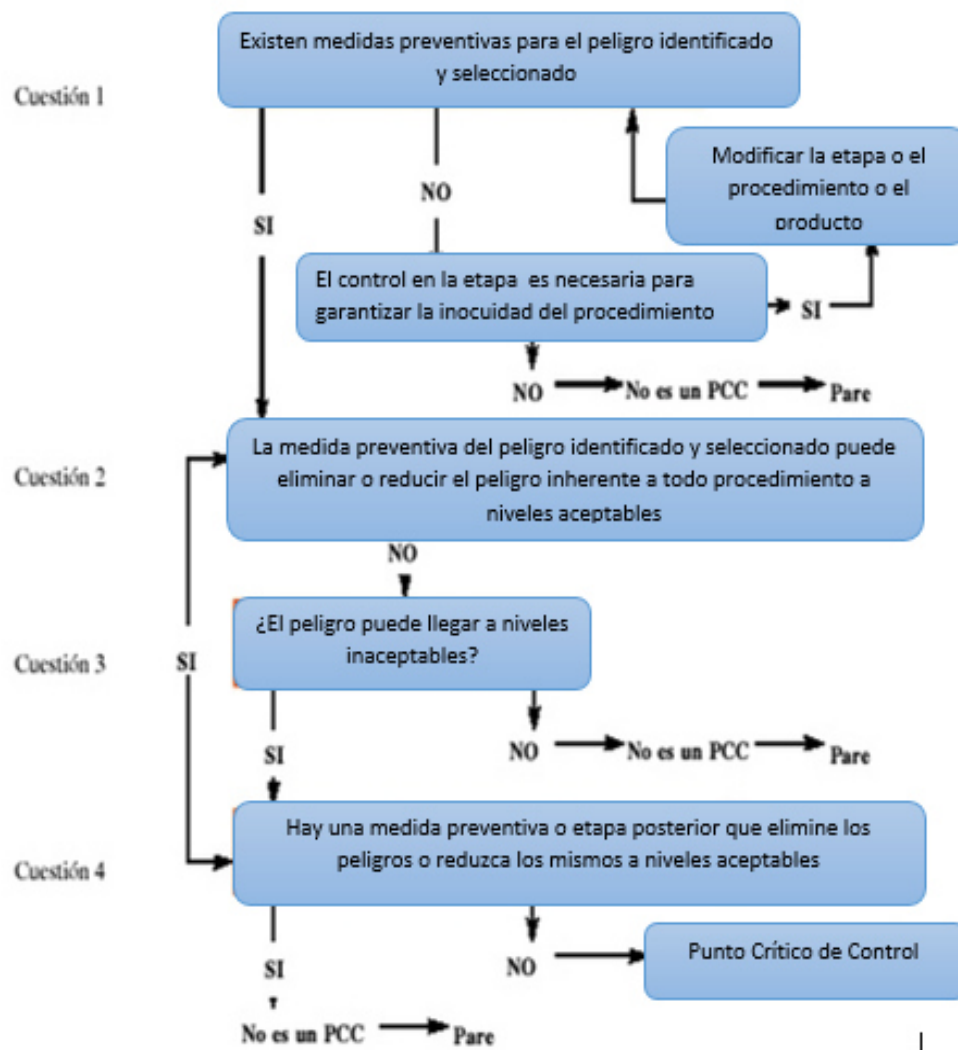 Existen medidas preventivas para el peligro identificado
y seleccionado
Cuestión 1
Modificar la etapa o el
procedimiento o el
producto
NO
SI
El control en la etapa es necesaria para
garantizar la inocuidad del procedimiento
SI
NO
No es un PCC
Pare
La medida preventiva del peligro identificado y seleccionado puede
eliminar o reducir el peligro inherente a todo procedimiento a
niveles aceptables
Cuestión 2
NO
¿El peligro puede llegar a niveles
inaceptables?
Cuestión 3
SI
SI
NO
No es un PCC
Pare
Hay una medida preventiva o etapa posterior que elimine los
peligros o reduzca los mismos a niveles aceptables
Cuestión 4
SI
NO
Punto Crítico de Control
No es un PCC
Pare